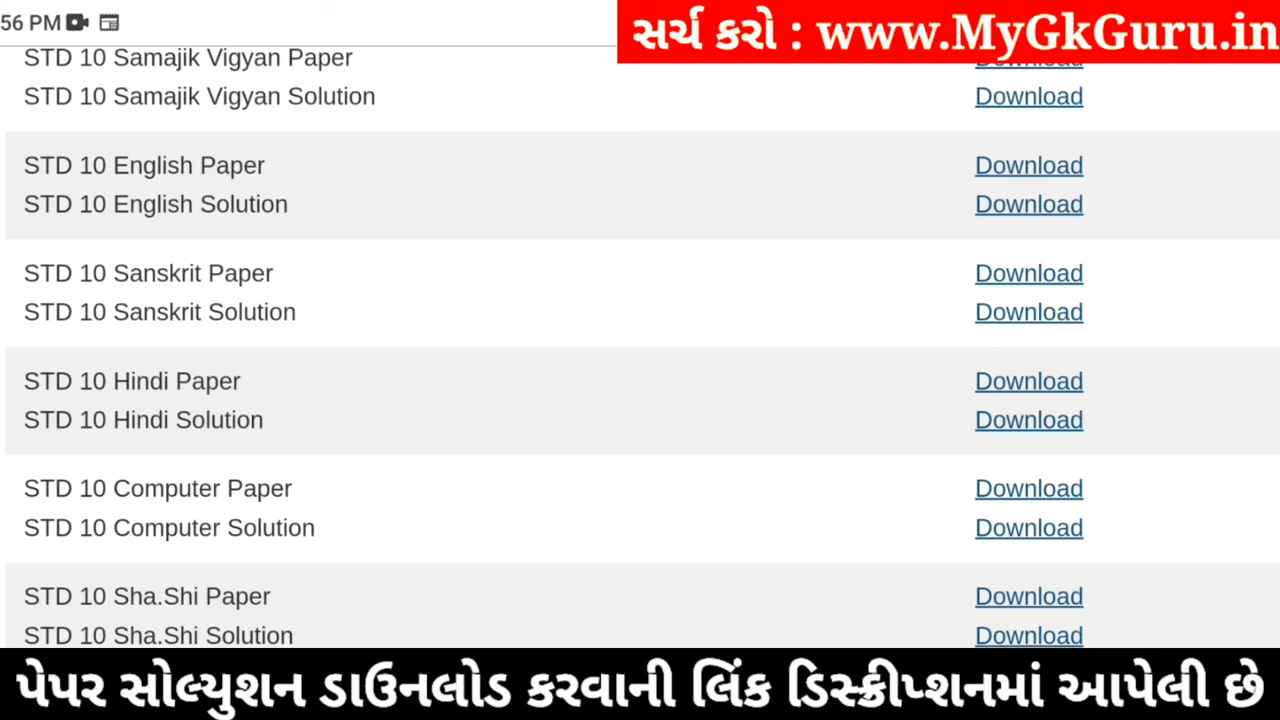 56 PM
સર્ચ કરો : www.MyGkGuru.in
STD 10 Samajik Vigyan Paper Download
STD 10 Samajik Vigyan Solution Download
STD 10 English Paper Download
STD 10 English Solution Download
STD 10 Sanskrit Paper Download
STD 10 Sanskrit Solution Download
STD 10 Hindi Paper Download
STD 10 Hindi Solution Download
STD 10 Computer Paper Download
STD 10 Computer Solution Download
STD 10 Sha.Shi Paper Download
STD 10 Sha.Shi Solution Download
પેપર સોલ્યુશન ડાઉનલોડ કરવાની લિંક ડિસ્ક્રીપ્શનમાં આપેલી છે